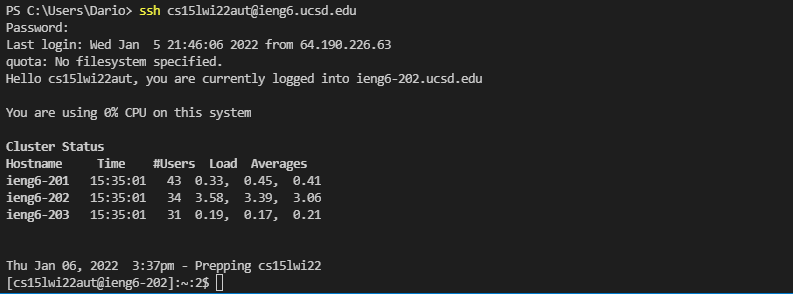 PS C:\Users\Dario> ssh cs15lwi22aut@ieng6.ucsd.edu
Password:
Last login: Wed Jan  5 21:46:06 2022 from 64.190.226.63
quota: No filesystem specified.
Hello cs15lwi22aut, you are currently logged into ieng6-202.ucsd.edu
You are using 0% CPU on this system
Cluster Status
Hostname     Time    #Users  Load  Averages
ieng6-201   15:35:01   43  0.33,  0.45,  0.41
ieng6-202   15:35:01   34  3.58,  3.39,  3.06
ieng6-203   15:35:01   31  0.19,  0.17,  0.21
Thu Jan 06, 2022  3:37pm - Prepping cs15lwi22
[cs15lwi22aut@ieng6-202]:~:2$